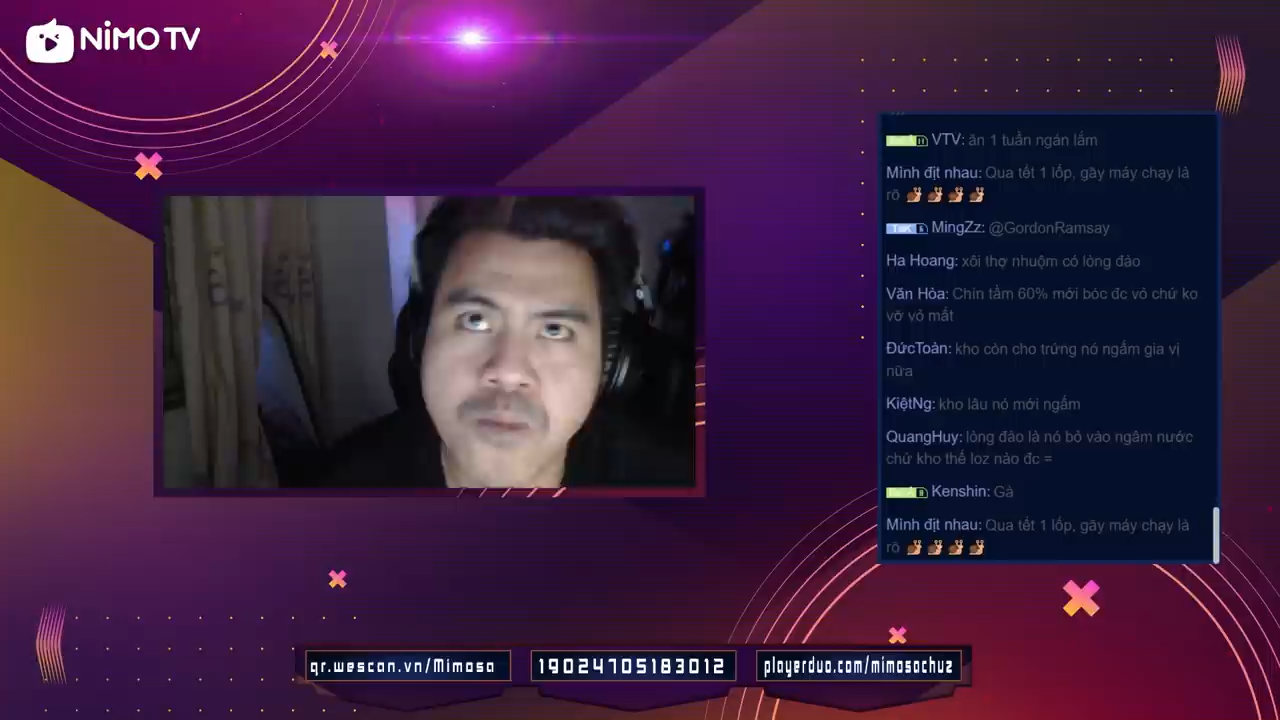 NiMO TV
VTV: ăn 1 tuần ngán lắm
Mình địt nhau: Qua tết 1 lốp, gãy máy chạy là
rõ
MingZz: @GordonRamsay
Ha Hoang: xôi thợ nhuộm có lòng đào
Văn Hóa: Chín tầm 60% mới bóc đc vỏ chứ ko
vỡ vỏ mất
ĐứcToàn: kho còn cho trứng nó ngấm gia vị
nữa
KiệtNg: kho lâu nó mới ngấm
QuangHuy: lòng đào là nó bỏ vào ngâm nước
chứ kho thế loz nào đc =
Kenshin: Gà
Mình địt nhau: Qua tết 1 lốp, gãy máy chạy là
rõ
qr.wescan.vn/Mimosa
19024705183012
playerduo.com/mimosachuz